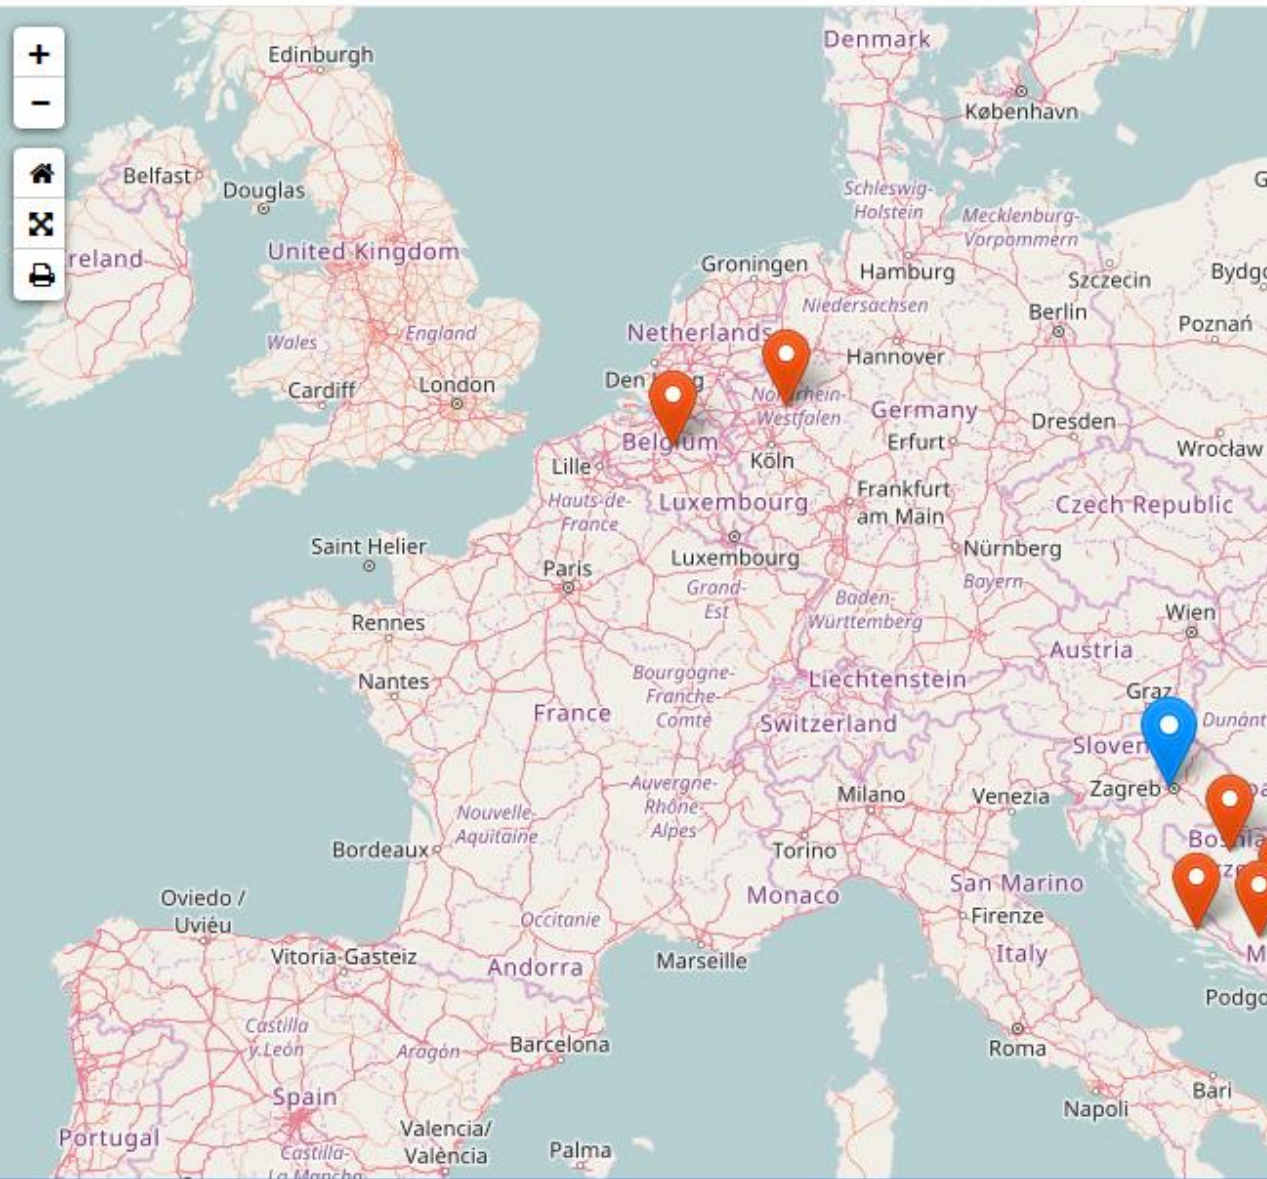 +
−
Edinburgh
Denmark
København
Belfast
Douglas
Schleswig-
Holstein
Mecklenburg-
Vorpommern
United Kingdom
reland
Groningen
Hamburg
Szczecin
Bydgo
Niedersachsen
Berlin
Poznań
Netherlands
Wales
England
Hannover
Cardiff
London
Westfalen
Germany
Dresden
Belgium
Erfurt
Wrocław
Lille
Köln
Hauts-de-
France
Luxembourg
Frankfurt
am Main
Czech Republic
Saint Helier
Luxembourg
Nürnberg
Paris
Grand-
Est
Bayern
Baden-
Württemberg
Rennes
Wien
Austria
Nantes
Bourgogne-
Franche-
Comté
Liechtenstein
Graz
France
Switzerland
Dunánt
Sloven
Auvergne-
Rhône-
Alpes
Milano
Venezia
Zagreb
Nouvelle-
Aquitaine
Bordeaux
Torino
Monaco
San Marino
Oviedo /
Uviéu
Occitanie
Firenze
Vitoria-Gasteiz
Andorra
Marseille
Italy
M
Podgo
Castilla
y León
Aragón
Barcelona
Roma
Spain
Napoli
Bari
Portugal
Valencia/
València
Castilla-
La Mancha
Palma